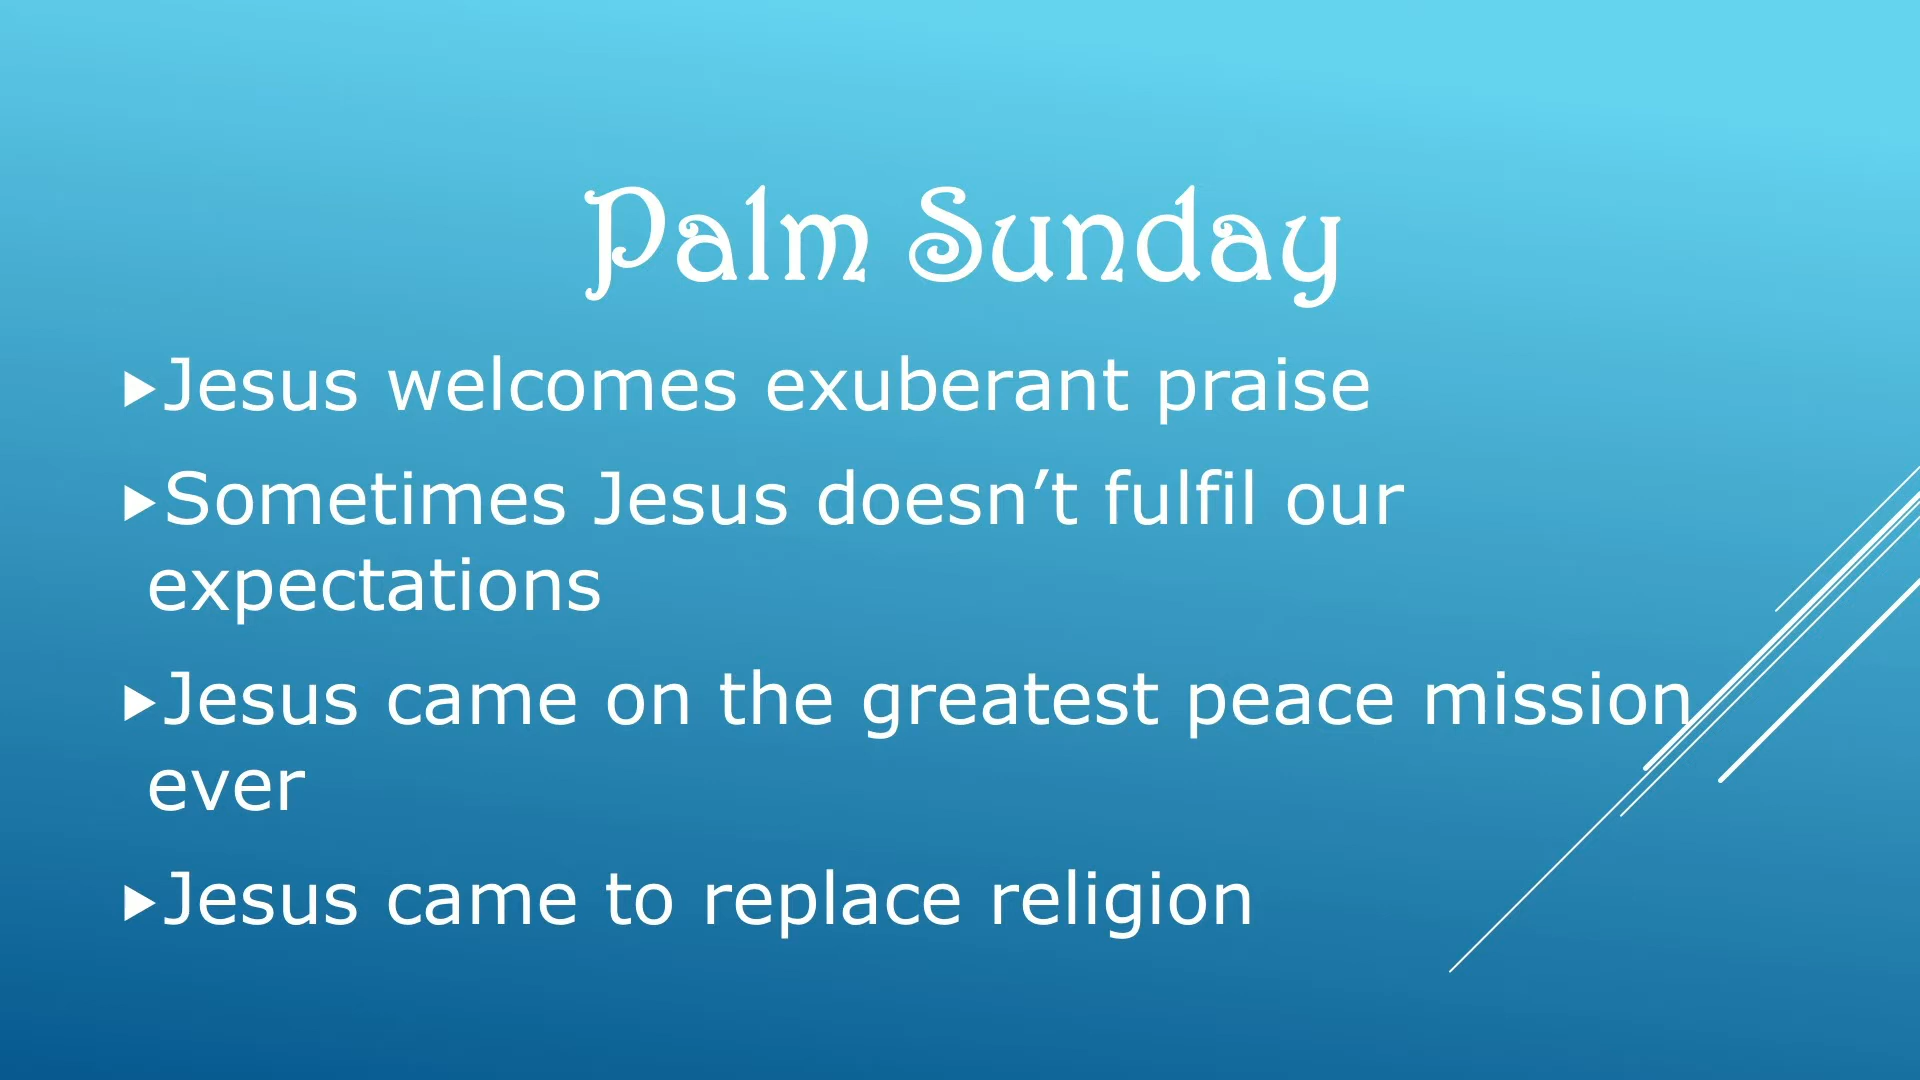 Palm Sunday
▶Jesus welcomes exuberant praise
▶Sometimes Jesus doesn’t fulfil our
expectations
▶Jesus came on the greatest peace mission
ever
▶Jesus came to replace religion